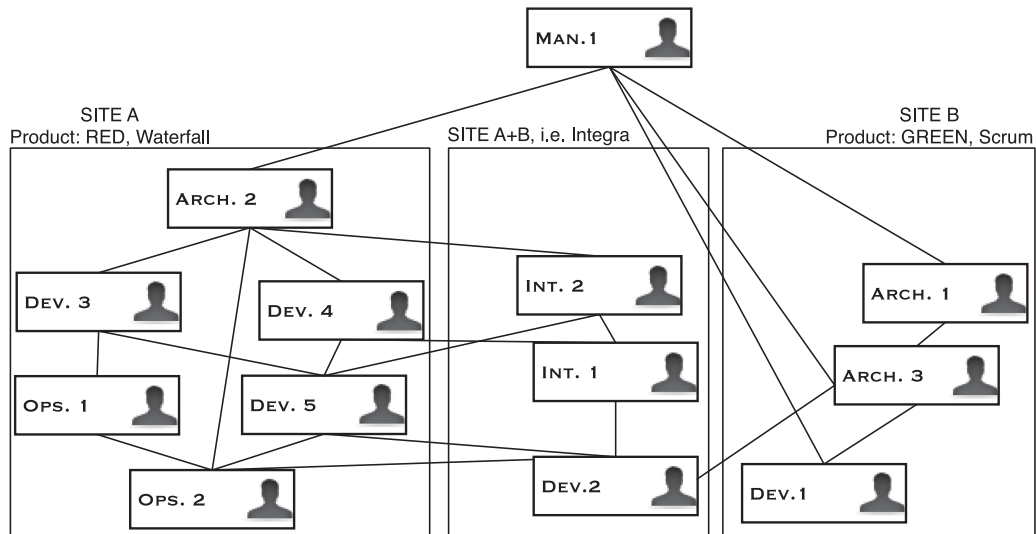 MAN.1
SITE A
Product: RED, Waterfall
SITE A+B, i.e. Integra
SITE B
Product: GREEN, Scrum
ARCH. 2
DEV. 3
DEV. 4
INT. 2
ARCH. 1
OPS. 1
DEV. 5
INT. 1
ARCH. 3
OPS. 2
DEV.2
DEV.1